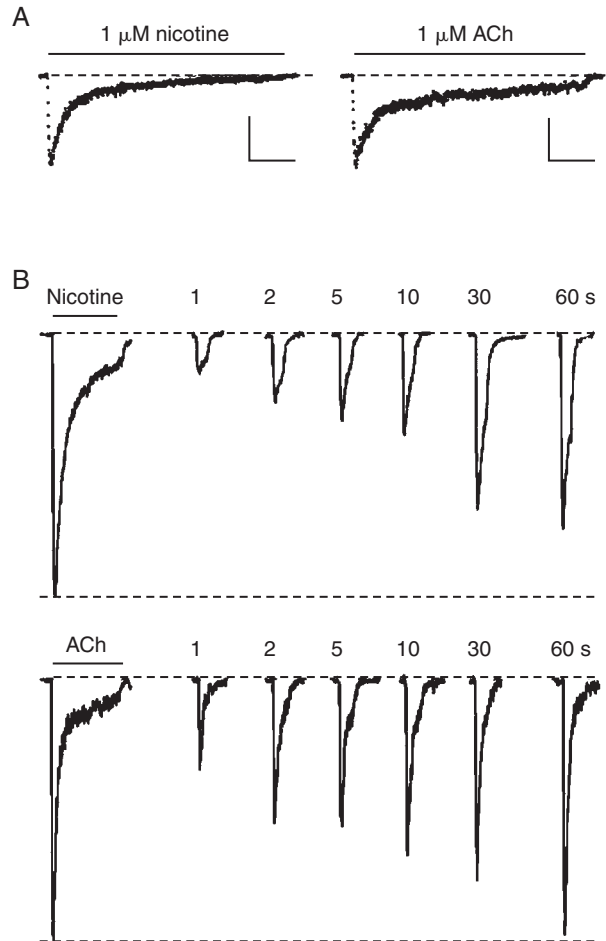 A
1 μM nicotine 1 μM ACh
B
Nicotine 1 2 5 10 30 60 s
ACh 1 2 5 10 30 60 s